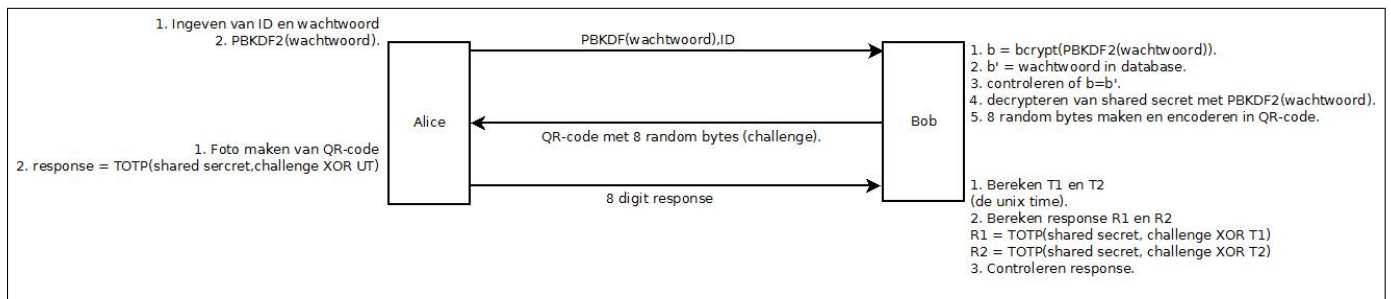 1. Ingeven van ID en wachtwoord
2. PBKDF2(wachtwoord).
PBKDF(wachtwoord),ID
Alice
Bob
1. b = bcrypt(PBKDF2(wachtwoord)).
2. b' = wachtwoord in database.
3. controleren of b=b'.
4. decrypteren van shared secret met PBKDF2(wachtwoord).
5. 8 random bytes maken en encoderen in QR-code.
QR-code met 8 random bytes (challenge).
1. Foto maken van QR-code
2. response = TOTP(shared sercret,challenge XOR UT)
8 digit response
1. Bereken T1 en T2
(de unix time).
2. Bereken response R1 en R2
R1 = TOTP(shared secret, challenge XOR T1)
R2 = TOTP(shared secret, challenge XOR T2)
3. Controleren response.